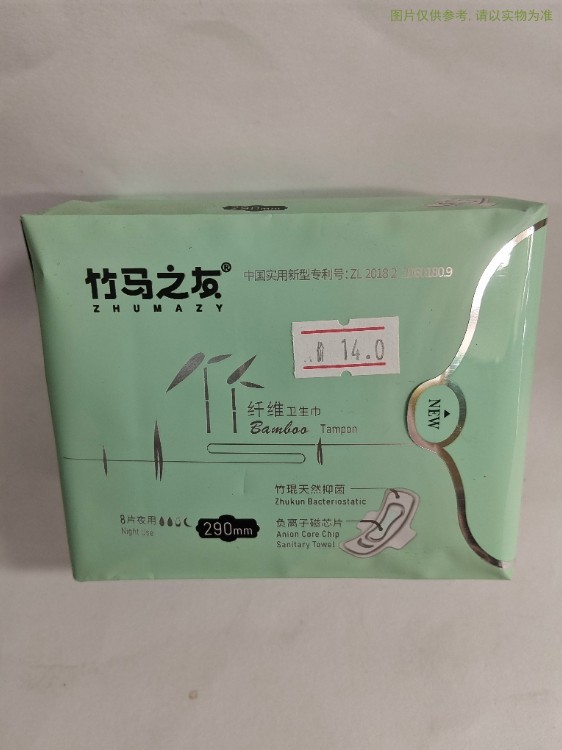 图片仅供参考, 请以实物为准
290mm
竹马之友®
ZHUMAZY
中国实用新型专利号:ZL 2018 2
14.0
竹纤维卫生巾
Bamboo Tampon
NEW
竹琨天然抑菌
Zhukun Bacteriostatic
8片夜用
Night Use
290mm
负离子磁芯片
Anion Core Chip
Sanitary Towel